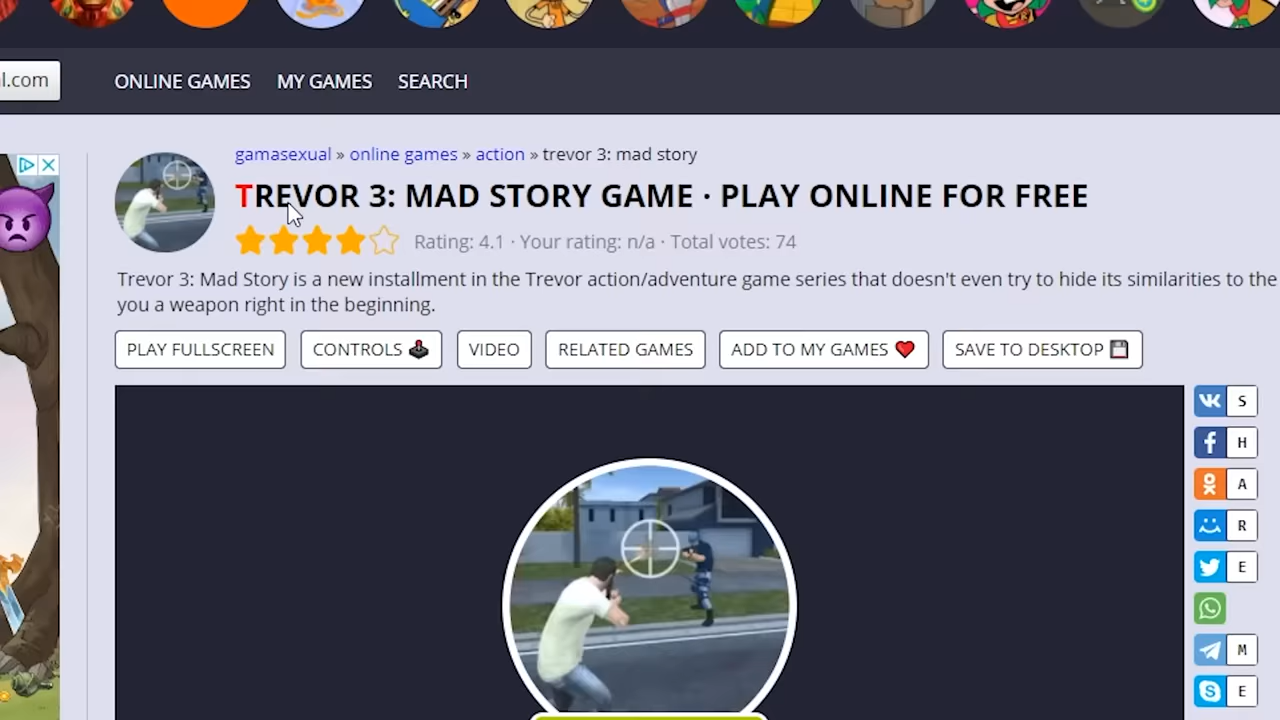 l.com
ONLINE GAMES MY GAMES SEARCH
gamasexual » online games » action » trevor 3: mad story
TREVOR 3: MAD STORY GAME · PLAY ONLINE FOR FREE
Rating: 4.1 · Your rating: n/a · Total votes: 74
Trevor 3: Mad Story is a new installment in the Trevor action/adventure game series that doesn't even try to hide its similarities to the
you a weapon right in the beginning.
PLAY FULLSCREEN CONTROLS VIDEO RELATED GAMES ADD TO MY GAMES SAVE TO DESKTOP
S
H
A
R
E
M
E